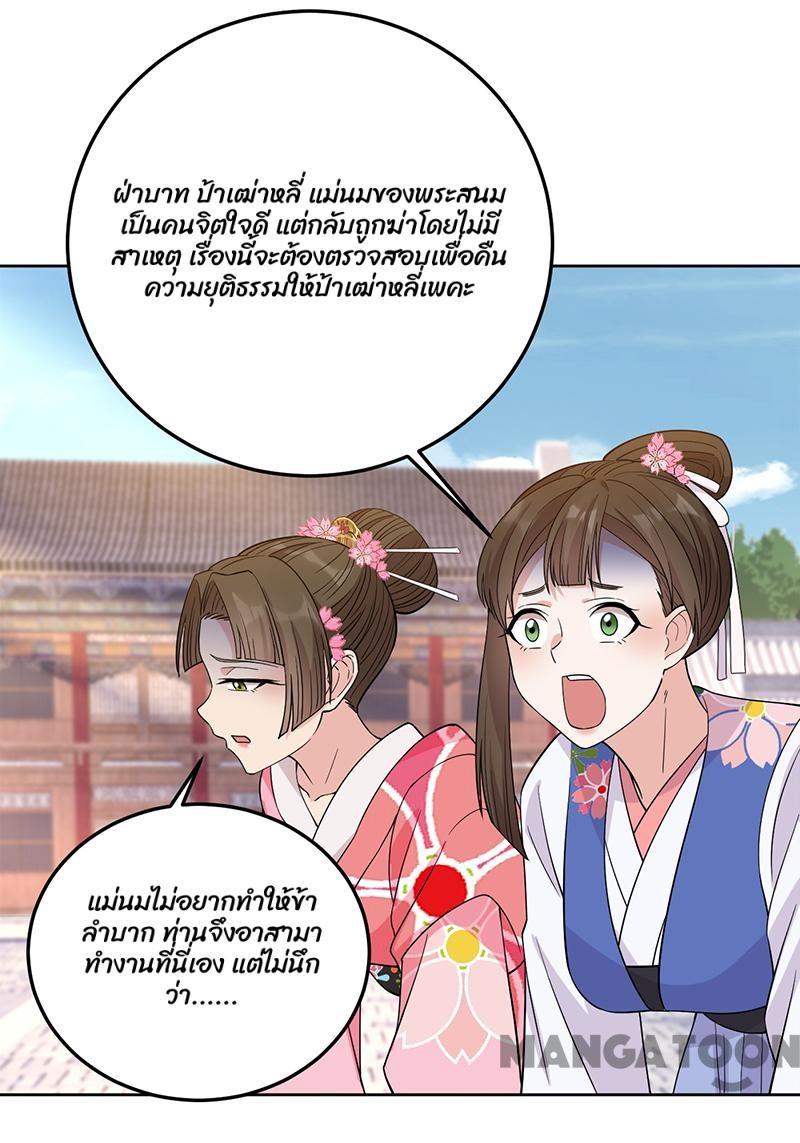 ฝ่าบาท ป้าเฒ่าหลี่ แม่นมของพระสนม
เป็นคนจิตใจดี แต่กลับถูกฆ่าโดยไม่มี
สาเหตุ เรื่องนี้จะต้องตรวจสอบเพื่อคืน
ความยุติธรรมให้ป้าเฒ่าหลี่เพคะ
แม่นมไม่อยากทำให้ข้า
ลำบาก ท่านจึงอาสามา
ทำงานที่นี่เอง แต่ไม่นึก
ว่า......
MANGATOON